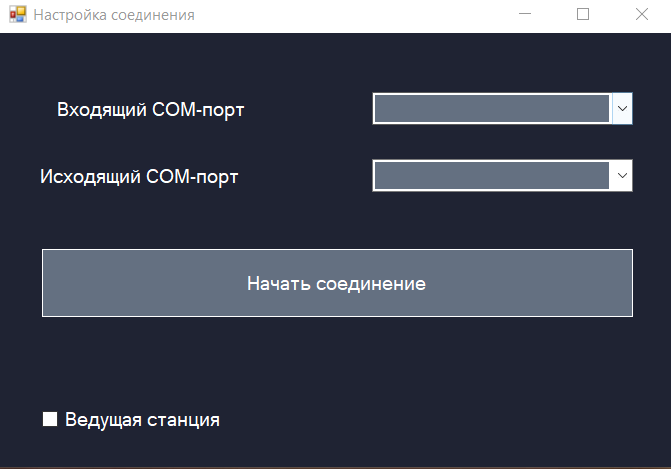 Настройка соединения
Входящий COM-порт
Исходящий COM-порт
Начать соединение
Ведущая станция